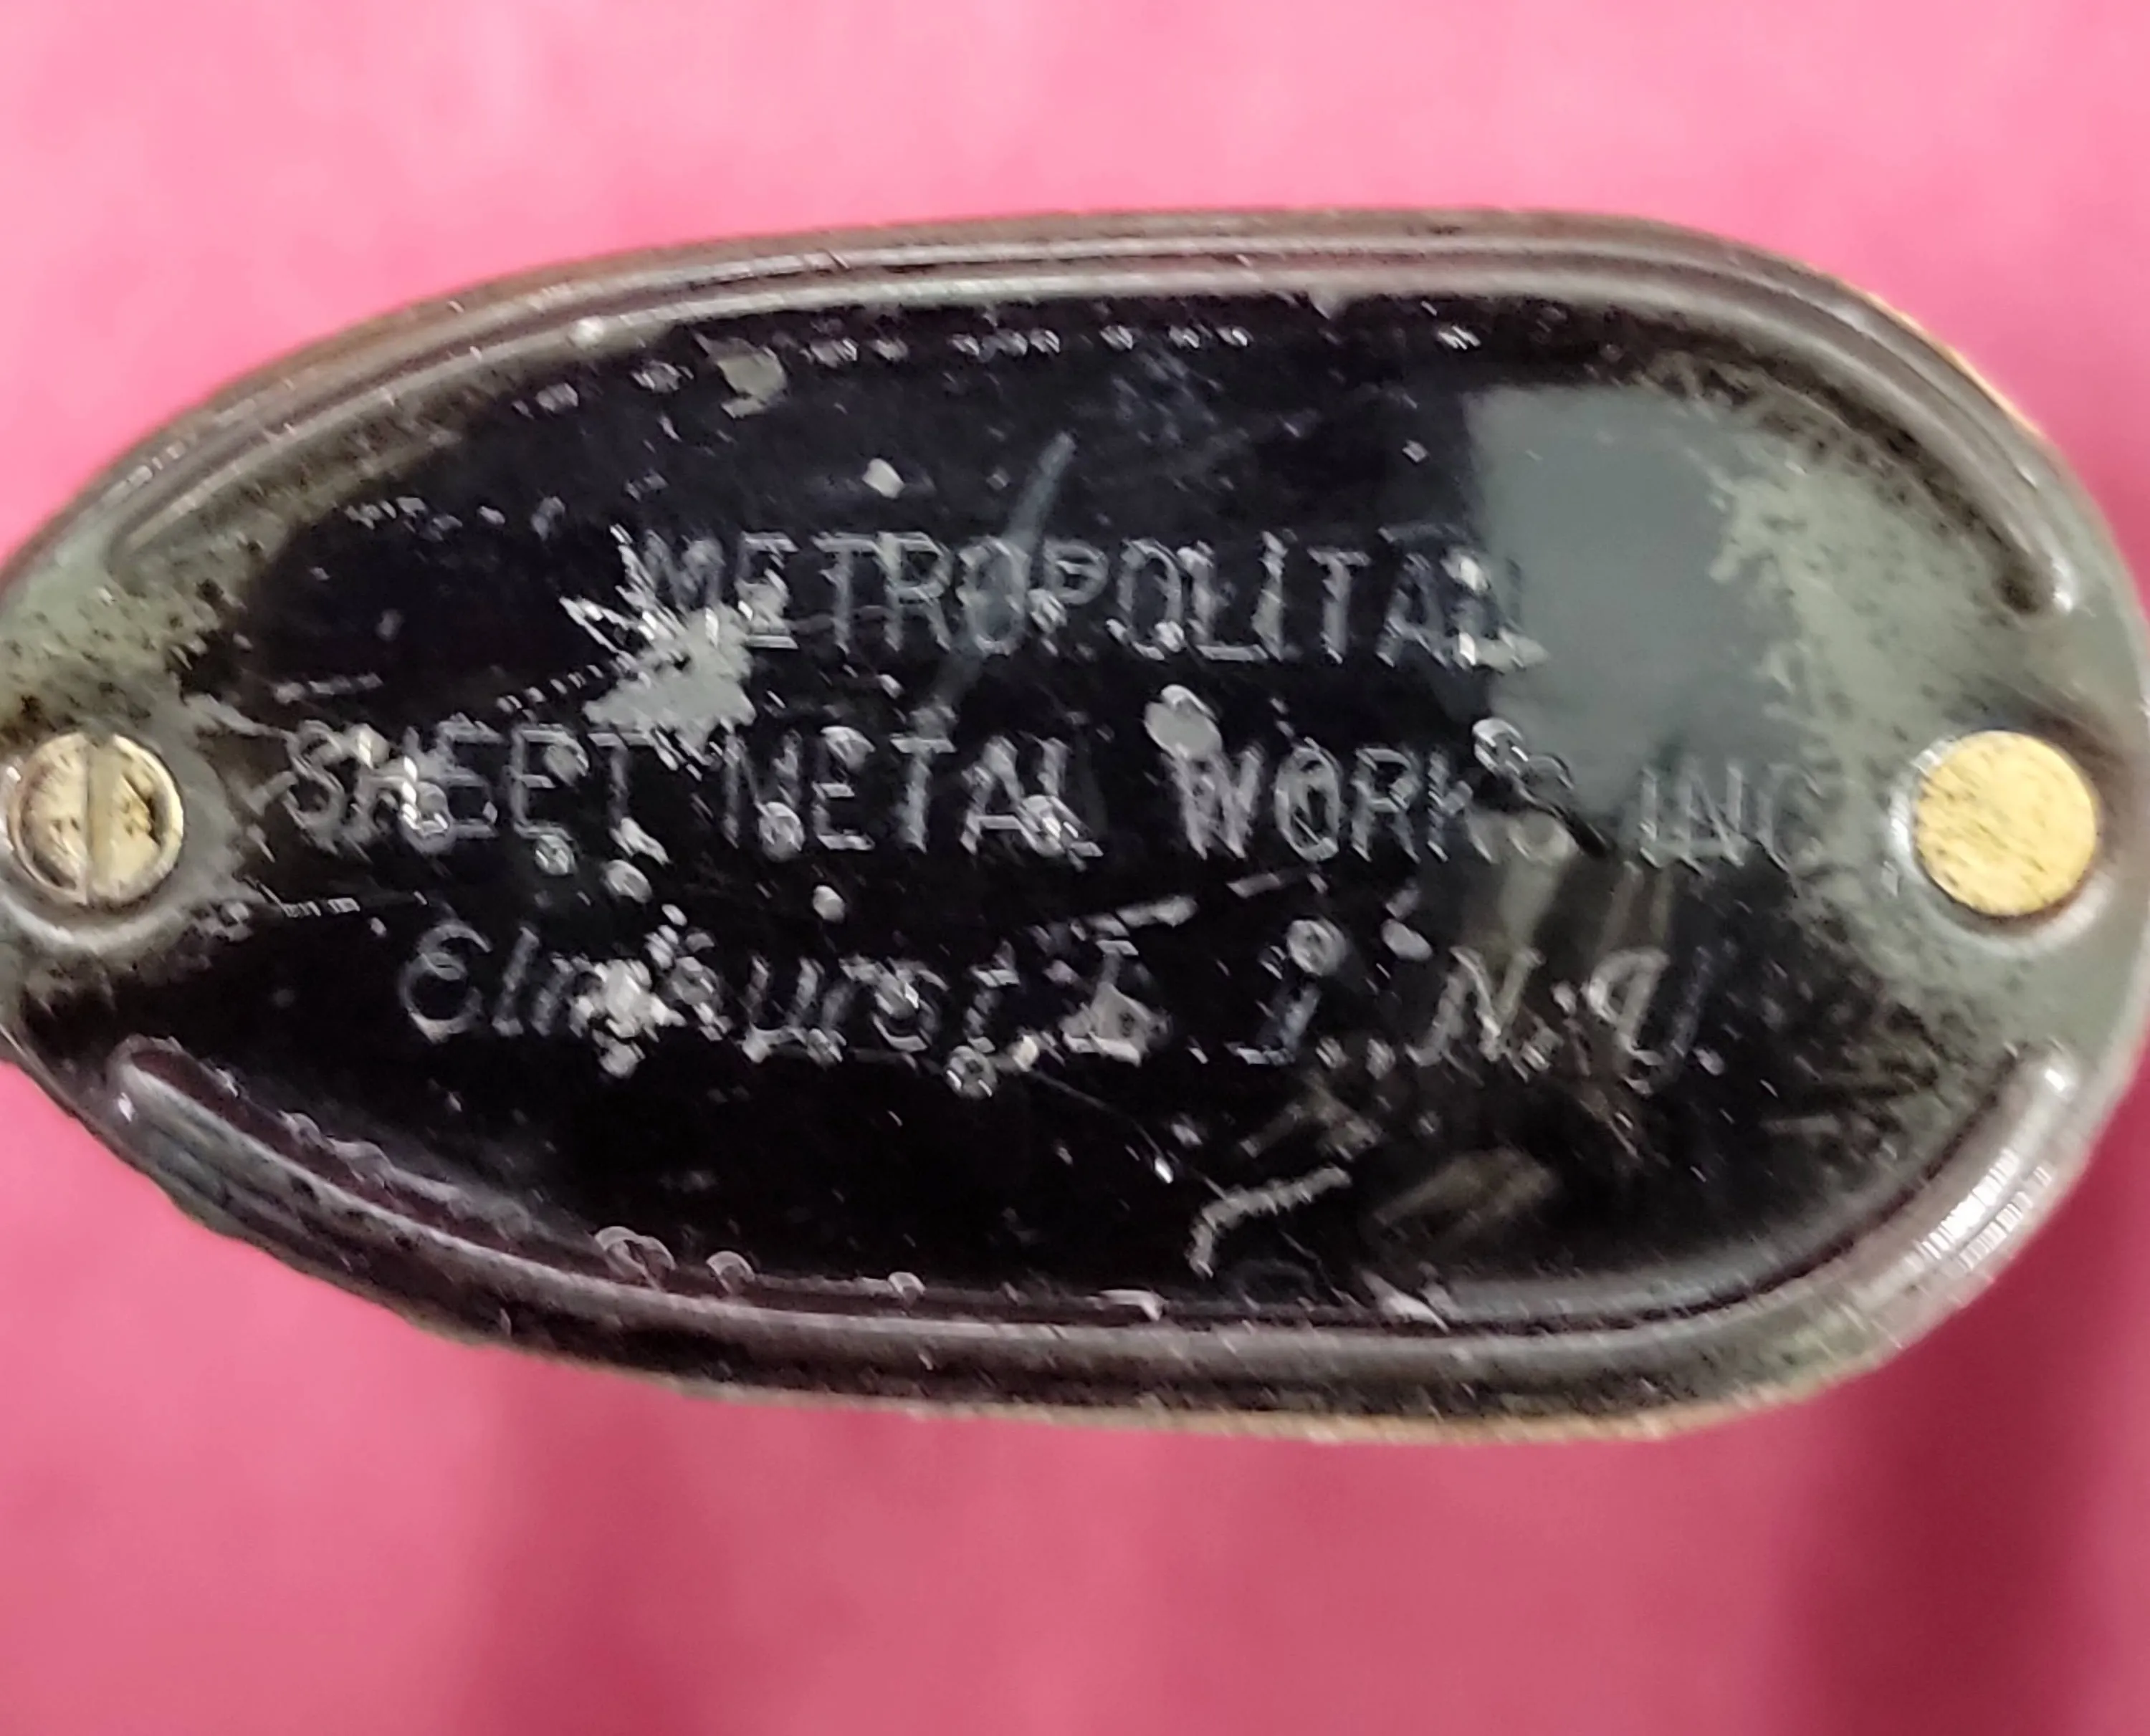 METROPOLITAN
SHEET METAL WORKS INC
Elmhurst, L. I., N.Y.